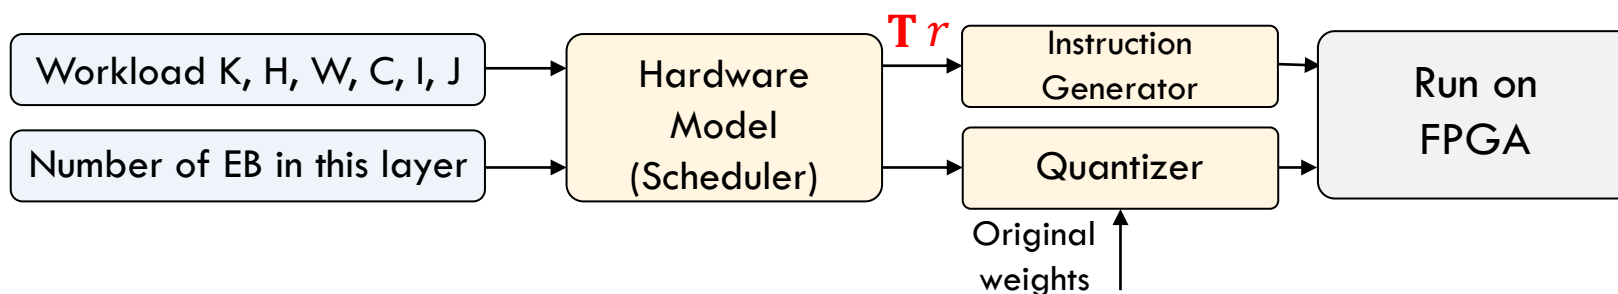 Workload K, H, W, C, I, J
Number of EB in this layer
Hardware
Model
(Scheduler)
T r
Instruction
Generator
Quantizer
Original
weights
Run on
FPGA